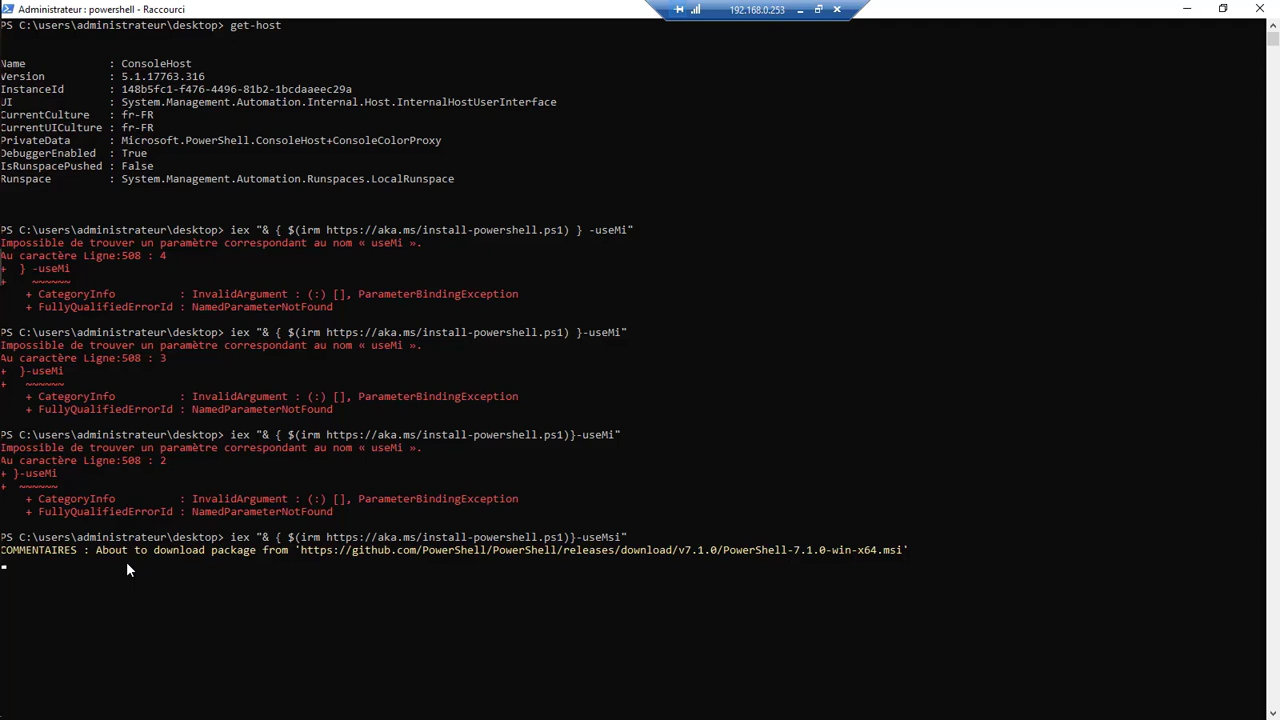 Administrateur : powershell - Raccourci
192.168.0.253
PS C:\users\administrateur\desktop> get-host
Name : ConsoleHost
Version : 5.1.17763.316
InstanceId : 148b5fc1-f476-4496-81b2-1bcdaaeec29a
UI : System.Management.Automation.Internal.Host.InternalHostUserInterface
CurrentCulture : fr-FR
CurrentUICulture : fr-FR
PrivateData : Microsoft.PowerShell.ConsoleHost+ConsoleColorProxy
DebuggerEnabled : True
IsRunspacePushed : False
Runspace : System.Management.Automation.Runspaces.LocalRunspace
PS C:\users\administrateur\desktop> iex "& { $(irm https://aka.ms/install-powershell.ps1) } -useMi"
Impossible de trouver un paramètre correspondant au nom « useMi ».
Au caractère Ligne:508 : 4
+ } -useMi
+ ~~~~~~
+ CategoryInfo : InvalidArgument : (:) [], ParameterBindingException
+ FullyQualifiedErrorId : NamedParameterNotFound
PS C:\users\administrateur\desktop> iex "& { $(irm https://aka.ms/install-powershell.ps1) }-useMi"
Impossible de trouver un paramètre correspondant au nom « useMi ».
Au caractère Ligne:508 : 3
+ }-useMi
+ ~~~~~~
+ CategoryInfo : InvalidArgument : (:) [], ParameterBindingException
+ FullyQualifiedErrorId : NamedParameterNotFound
PS C:\users\administrateur\desktop> iex "& { $(irm https://aka.ms/install-powershell.ps1)}-useMi"
Impossible de trouver un paramètre correspondant au nom « useMi ».
Au caractère Ligne:508 : 2
+ }-useMi
+ ~~~~~~
+ CategoryInfo : InvalidArgument : (:) [], ParameterBindingException
+ FullyQualifiedErrorId : NamedParameterNotFound
PS C:\users\administrateur\desktop> iex "& { $(irm https://aka.ms/install-powershell.ps1)}-useMsi"
COMMENTAIRES : About to download package from 'https://github.com/PowerShell/PowerShell/releases/download/v7.1.0/PowerShell-7.1.0-win-x64.msi'